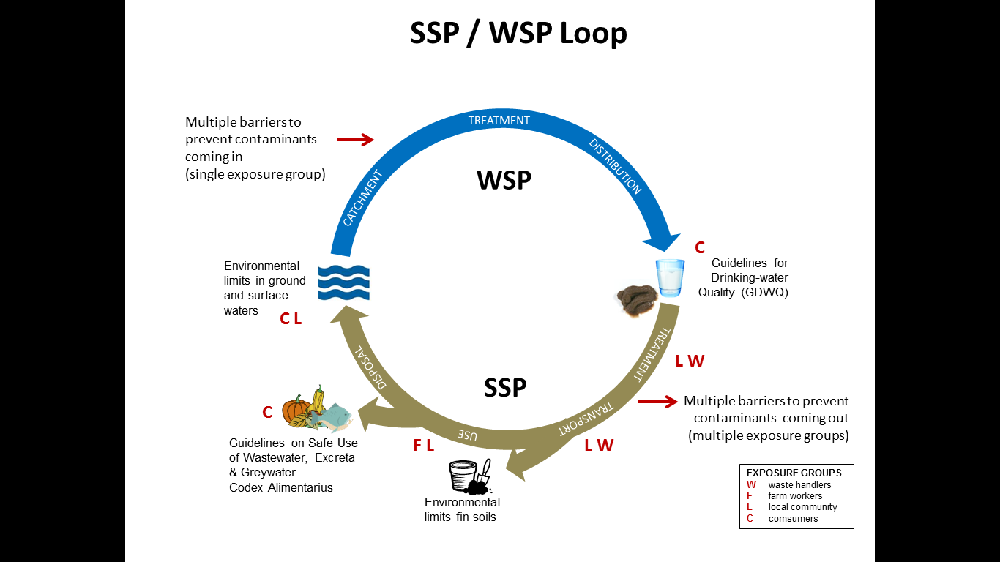 SSP / WSP Loop
Multiple barriers to
prevent contaminants
coming in
(single exposure group)
TREATMENT
DISTRIBUTION
CATCHMENT
WSP
C
Guidelines for
Drinking-water
Quality (GDWQ)
Environmental
limits in ground
and surface
waters
C L
TREATMENT
L W
DISPOSAL
SSP
TRANSPORT
Multiple barriers to prevent
contaminants coming out
(multiple exposure groups)
C
USE
F L
L W
Guidelines on Safe Use
of Wastewater, Excreta
& Greywater
Codex Alimentarius
Environmental
limits fin soils
EXPOSURE GROUPS
W waste handlers
F farm workers
L local community
C comsumers